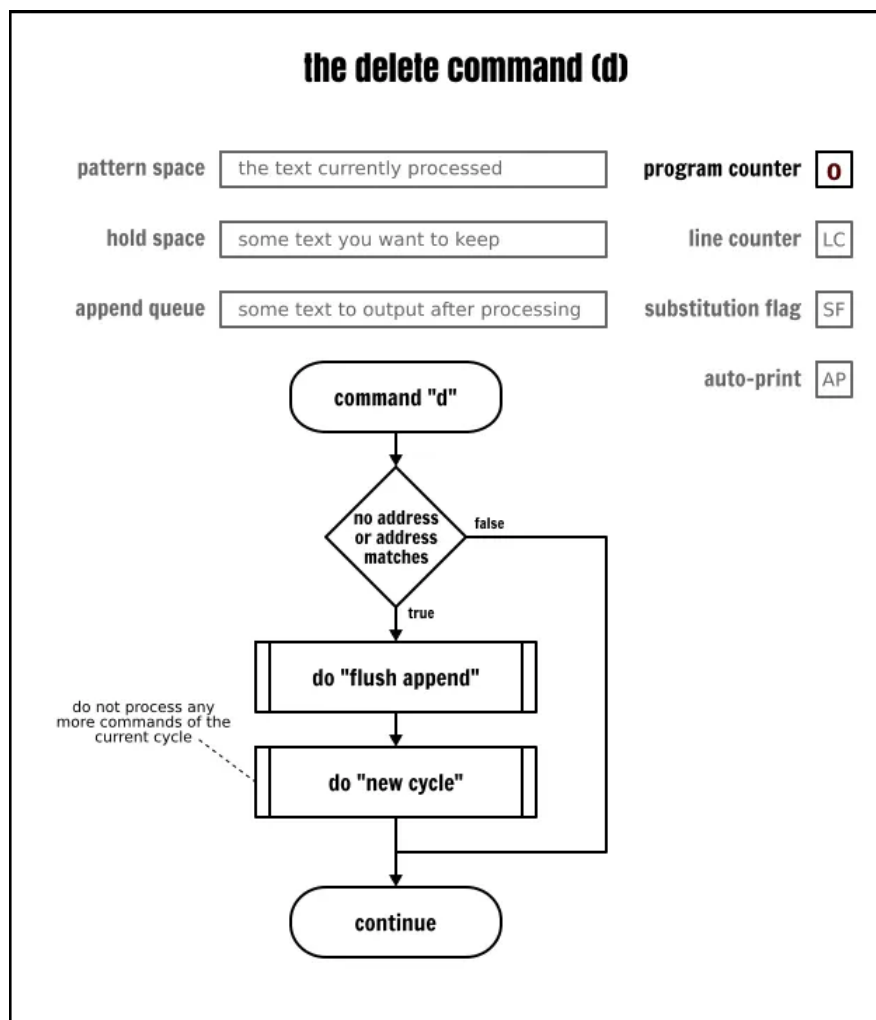 the delete command (d)
pattern space the text currently processed program counter 0
hold space some text you want to keep line counter LC
append queue some text to output after processing substitution flag SF
auto-print AP
command "d"
no address
or address
matches
false
true
do "flush append"
do not process any
more commands of the
current cycle
do "new cycle"
continue